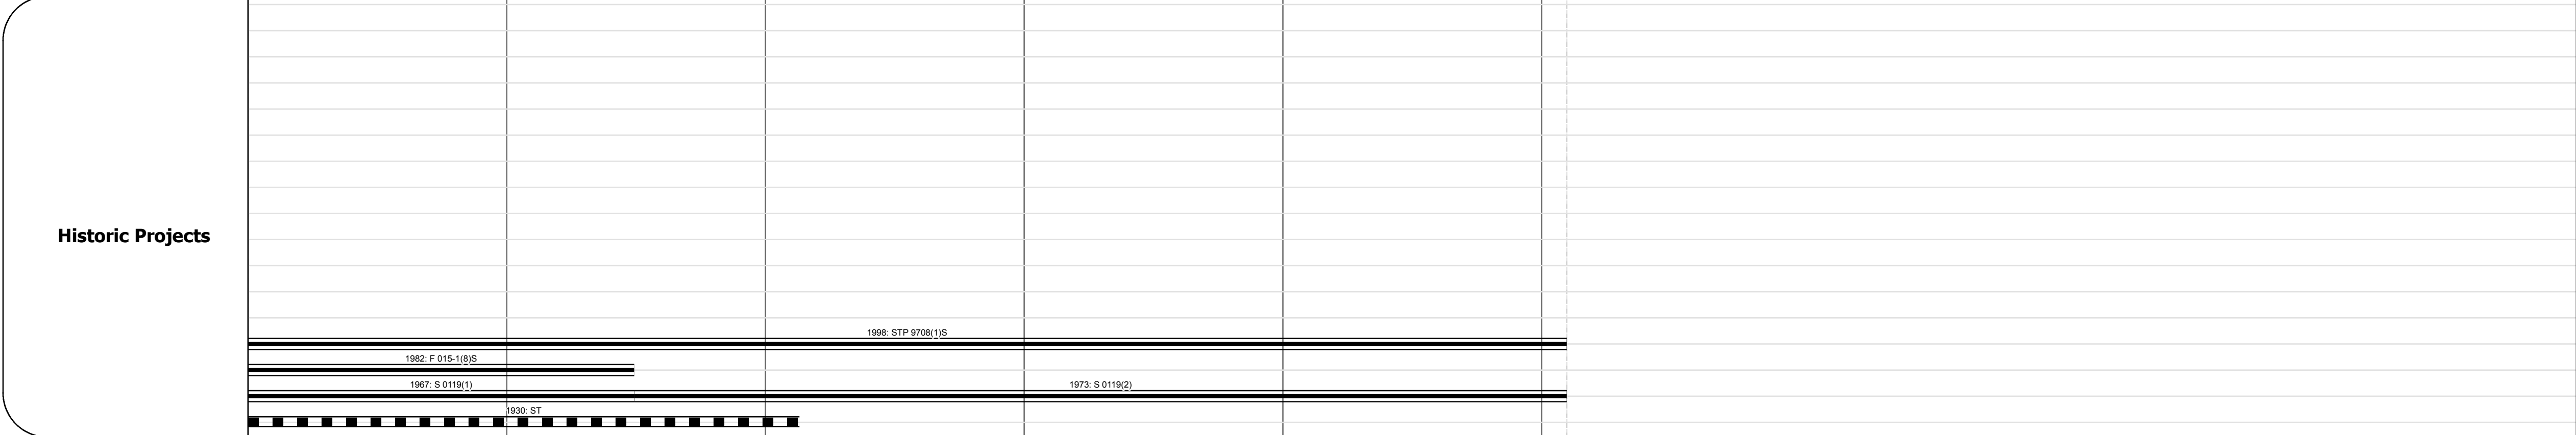 Historic Projects
1998: STP 9708(1)S
1982: F 015-1(8)S
1967: S 0119(1)
1973: S 0119(2)
1930: ST